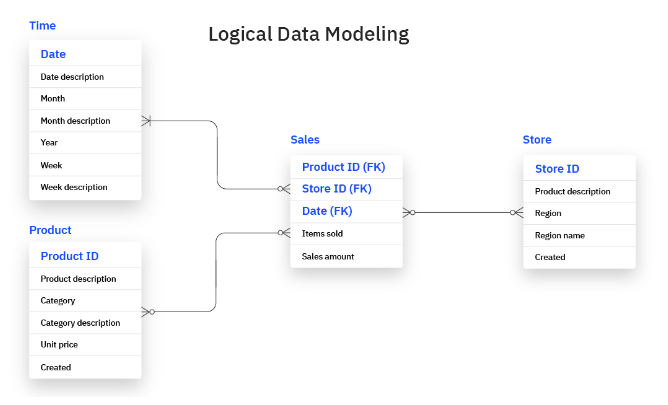 Logical Data Modeling
Time
Date
Date description
Month
Month description
Year
Week
Week description
Product
Product ID
Product description
Category
Category description
Unit price
Created
Sales
Product ID (FK)
Store ID (FK)
Date (FK)
Items sold
Sales amount
Store
Store ID
Product description
Region
Region name
Created